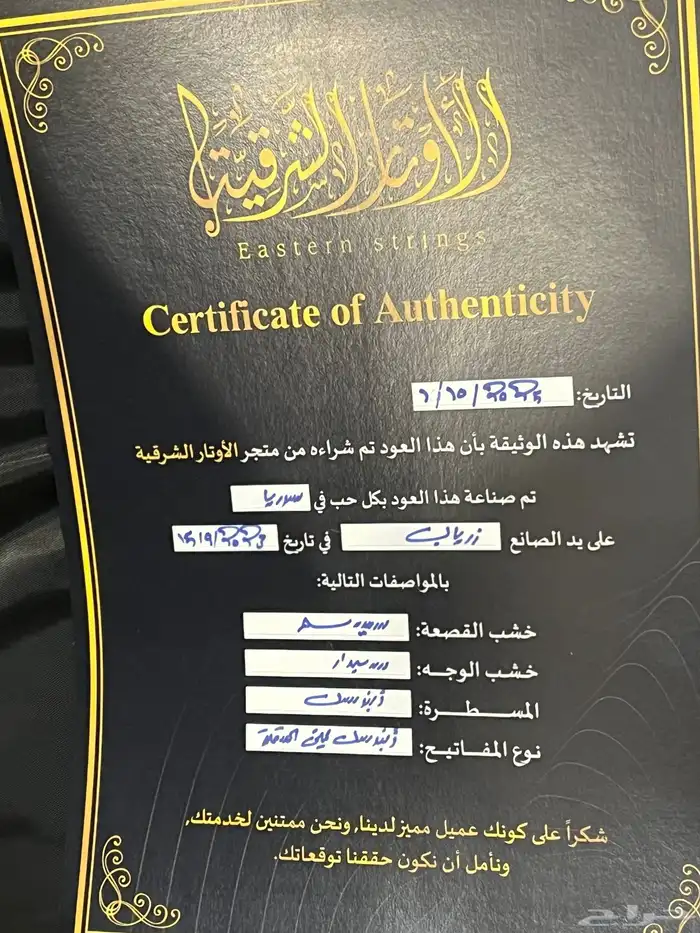 الأوتار الشرقية
Eastern strings
Certificate of Authenticity
التاريخ:
تشهد هذه الوثيقة بأن هذا العود تم شراءه من متجر الأوتار الشرقية
تم صناعة هذا العود بكل حب في سوريا
على يد الصانع زرياب في تاريخ
بالمواصفات التالية:
خشب القصعة:
خشب الوجه: سيدار
المسطرة:
نوع المفاتيح:
شكراً على كونك عميل مميز لدينا, ونحن ممتنين لخدمتك,
ونأمل أن نكون حققنا توقعاتك.
حراج